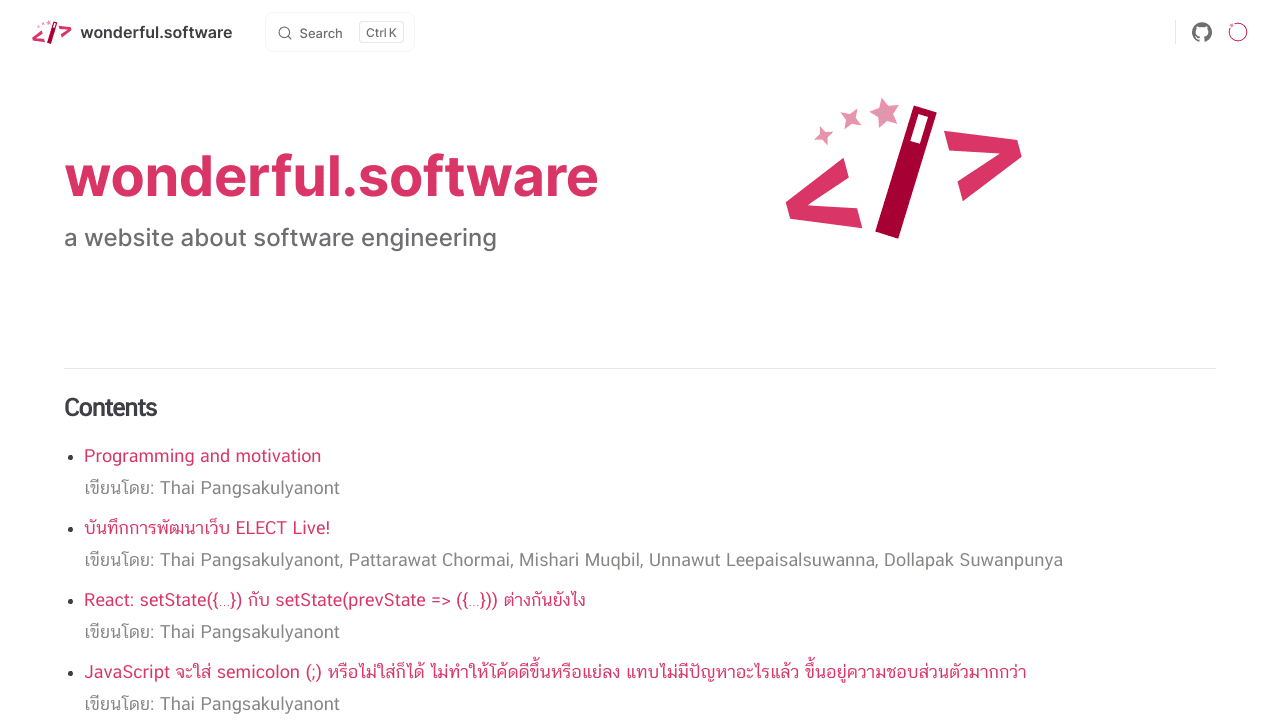 wonderful.software
Search
Ctrl K
wonderful.software
a website about software engineering
Contents
Programming and motivation
เขียนโดย: Thai Pangsakulyanont
บันทึกการพัฒนาเว็บ ELECT Live!
เขียนโดย: Thai Pangsakulyanont, Pattarawat Chormai, Mishari Muqbil, Unnawut Leepaisalsuwanna, Dollapak Suwanpunya
React: setState({…}) กับ setState(prevState => ({…})) ต่างกันยังไง
เขียนโดย: Thai Pangsakulyanont
JavaScript จะใส่ semicolon (;) หรือไม่ใส่ก็ได้ ไม่ทำให้โค้ดดีขึ้นหรือแย่ลง แทบไม่มีปัญหาอะไรแล้ว ขึ้นอยู่ความชอบส่วนตัวมากกว่า
เขียนโดย: Thai Pangsakulyanont